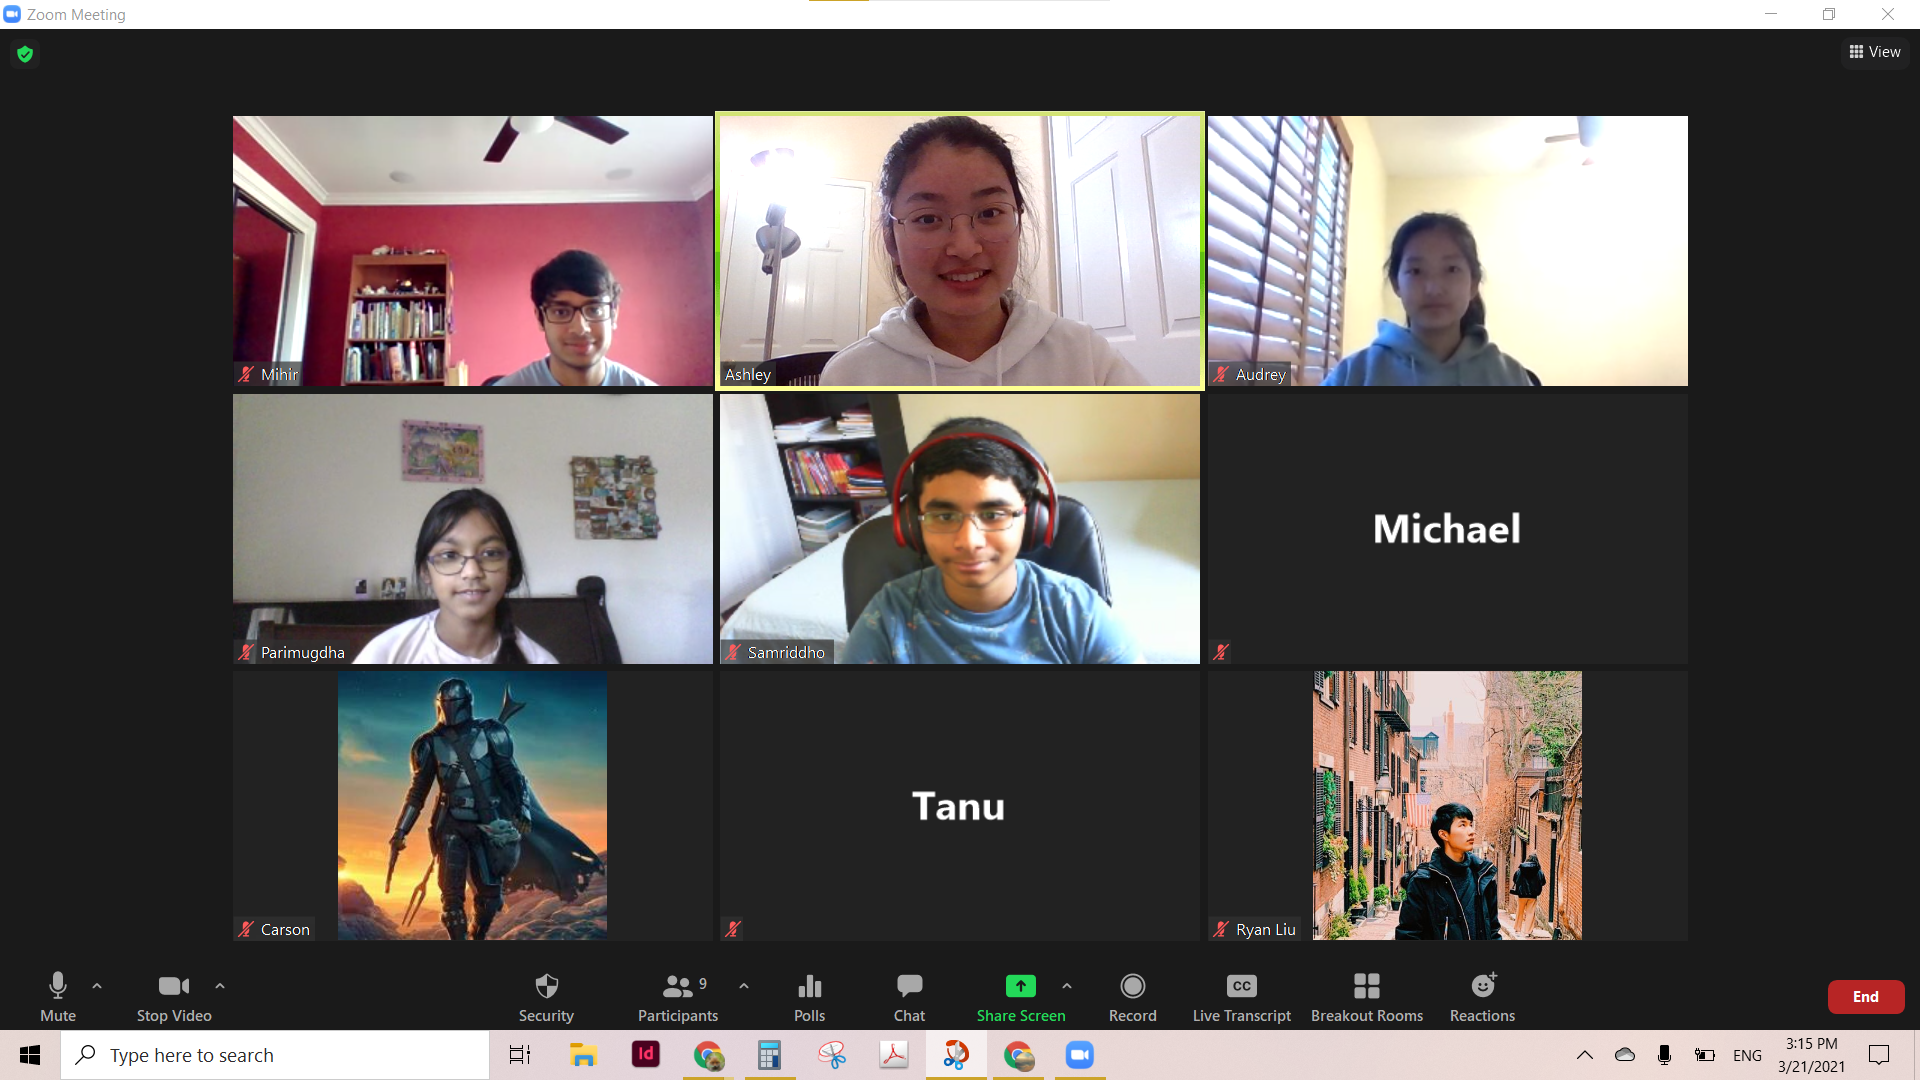 Zoom Meeting
View
Mihir
Ashley
Audrey
Parimugdha
Samriddho
Michael
Carson
Tanu
Ryan Liu
Mute
Stop Video
Security
9
Participants
Polls
Chat
Share Screen
Record
CC
Live Transcript
Breakout Rooms
Reactions
End
Type here to search
Id
ENG
3:15 PM
3/21/2021